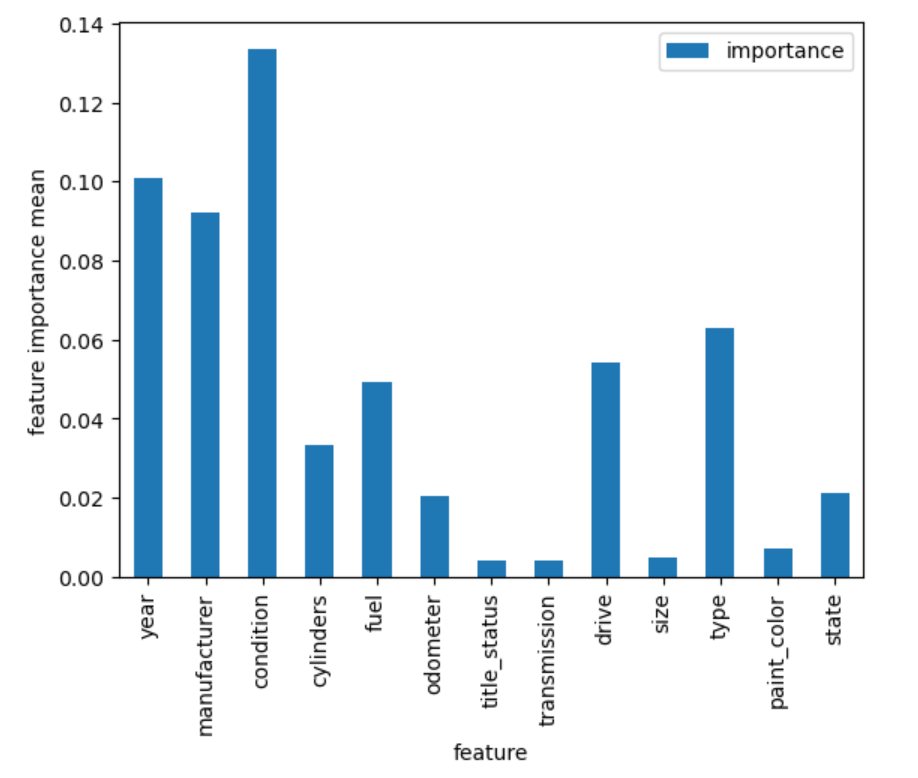 0.14
0.12
0.10
0.08
0.06
0.04
0.02
0.00
feature importance mean
importance
year
manufacturer
condition
cylinders
fuel
odometer
title_status
transmission
drive
size
type
paint_color
state
feature